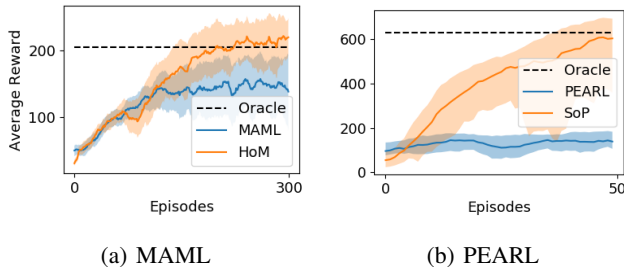 Average Reward
200
100
0
300
Episodes
Oracle
MAML
HoM
(a) MAML
600
400
200
0
0
50
Episodes
Oracle
PEARL
SoP
(b) PEARL